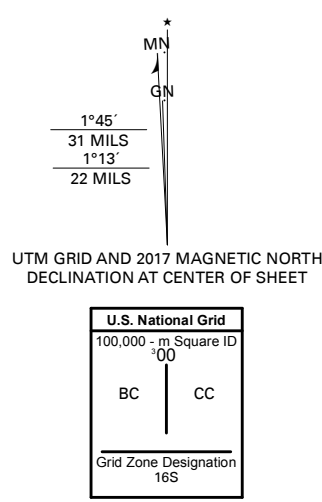 ★
MN
GN
1°45´
31 MILS
1°13´
22 MILS
UTM GRID AND 2017 MAGNETIC NORTH
DECLINATION AT CENTER OF SHEET
U.S. National Grid
100,000 - m Square ID
³00
BC CC
Grid Zone Designation
16S